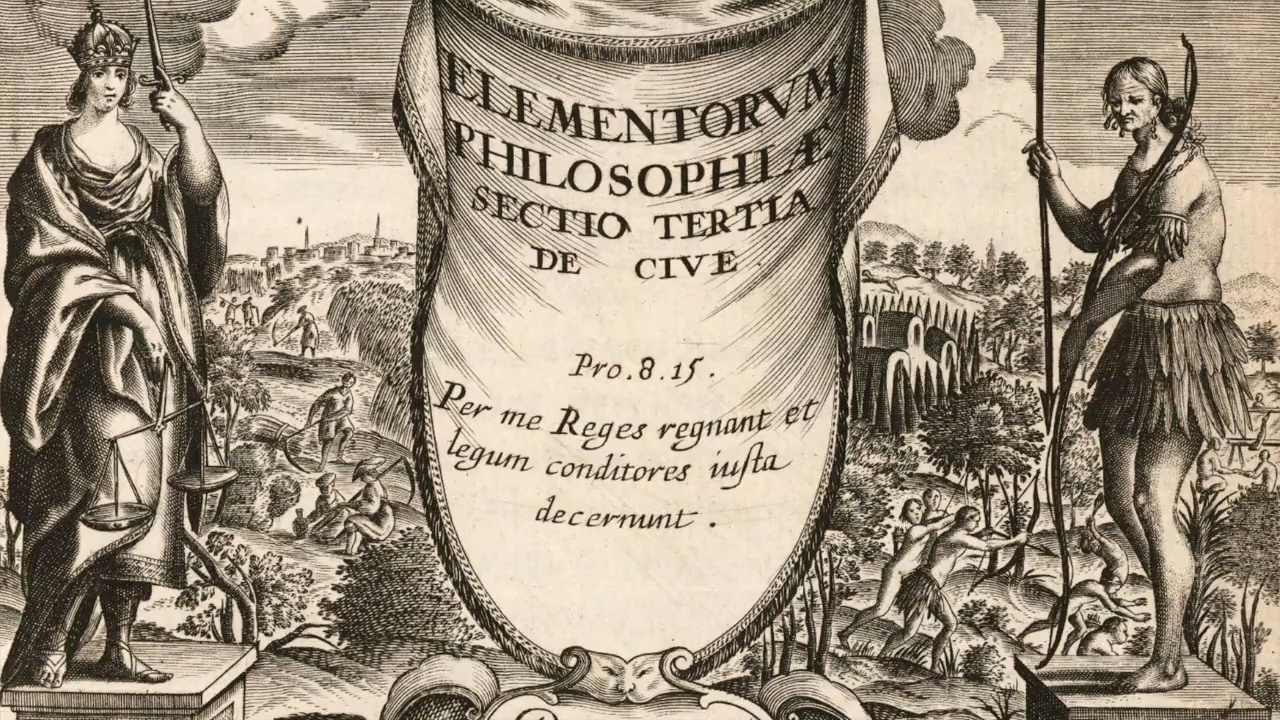 ELEMENTORVM
PHILOSOPHIÆ
SECTIO TERTIA
DE CIVE.
Pro. 8. 15.
Per me Reges regnant et
legum conditores iusta
decernunt.